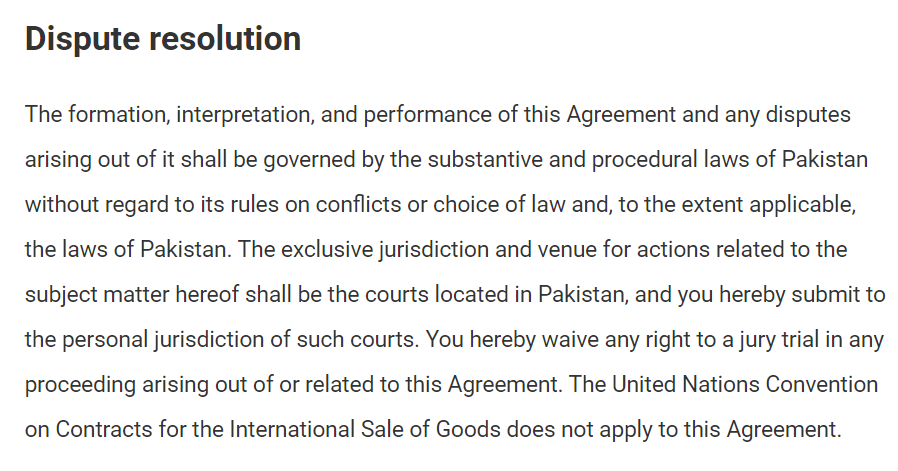 Dispute resolution
The formation, interpretation, and performance of this Agreement and any disputes
arising out of it shall be governed by the substantive and procedural laws of Pakistan
without regard to its rules on conflicts or choice of law and, to the extent applicable,
the laws of Pakistan. The exclusive jurisdiction and venue for actions related to the
subject matter hereof shall be the courts located in Pakistan, and you hereby submit to
the personal jurisdiction of such courts. You hereby waive any right to a jury trial in any
proceeding arising out of or related to this Agreement. The United Nations Convention
on Contracts for the International Sale of Goods does not apply to this Agreement.